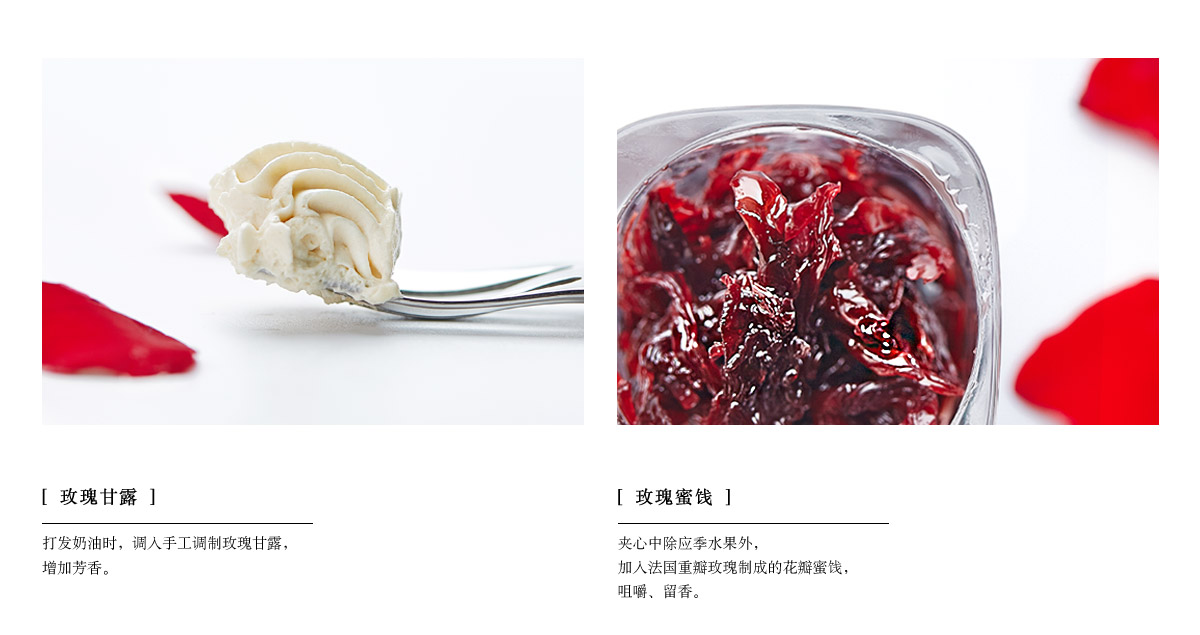 [ 玫瑰甘露 ]
打发奶油时，调入手工调制玫瑰甘露，
增加芳香。
[ 玫瑰蜜饯 ]
夹心中除应季水果外，
加入法国重瓣玫瑰制成的花瓣蜜饯，
咀嚼、留香。